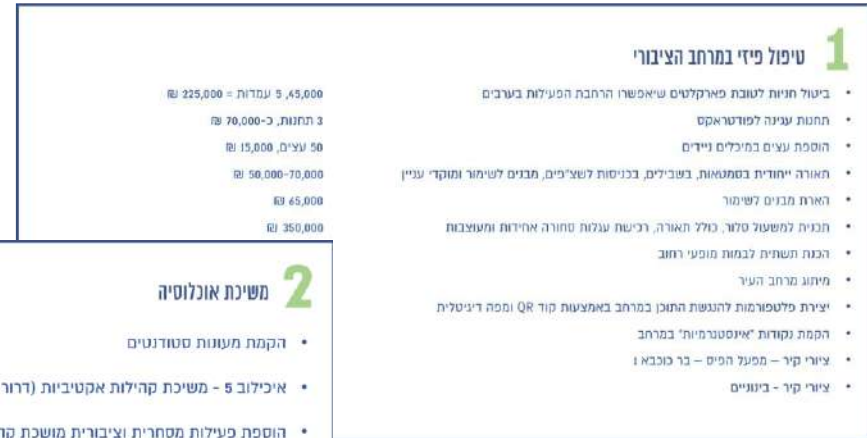 1 טיפול פיזי במרחב הציבורי
• ביטול חניות לטובת פארקלטים שיאפשרו הרחבת הפעילות בערבים 45,000, 5 עמדות = 225,000 ₪
• תחנות עגינה לפודטראקס 3 תחנות, כ-70,000 ₪
• הוספת עצים במיכלים ניידים 50 עצים, 15,000 ₪
• תאורה ייחודית בסמטאות, בשבילים, בכניסות לשצ"פים, מבנים לשימור ומוקדי עניין 50,000-70,000 ₪
• הארת מבנים לשימור 65,000 ₪
• תכנית למשעול סלור, כולל תאורה, רכישת עגלות סחורה אחידות ומעוצבות 350,000 ₪
• הכנת תשתית לבמות מופעי רחוב
• מיתוג מרחב העיר
• יצירת פלטפורמות להנגשת התוכן במרחב באמצעות קוד QR ומפה דיגיטלית
• הקמת נקודות "אינסטגרמיות" במרחב
• ציורי קיר – מפעל הפיס – בר כוכבא 1
• ציורי קיר - בינוניים
2 משיכת אוכלוסיה
• הקמת מעונות סטודנטים
• איכילוב 5 - משיכת קהילות אקטיביות (דרור
• הוספת פעילות מסחרית וציבורית מושכת